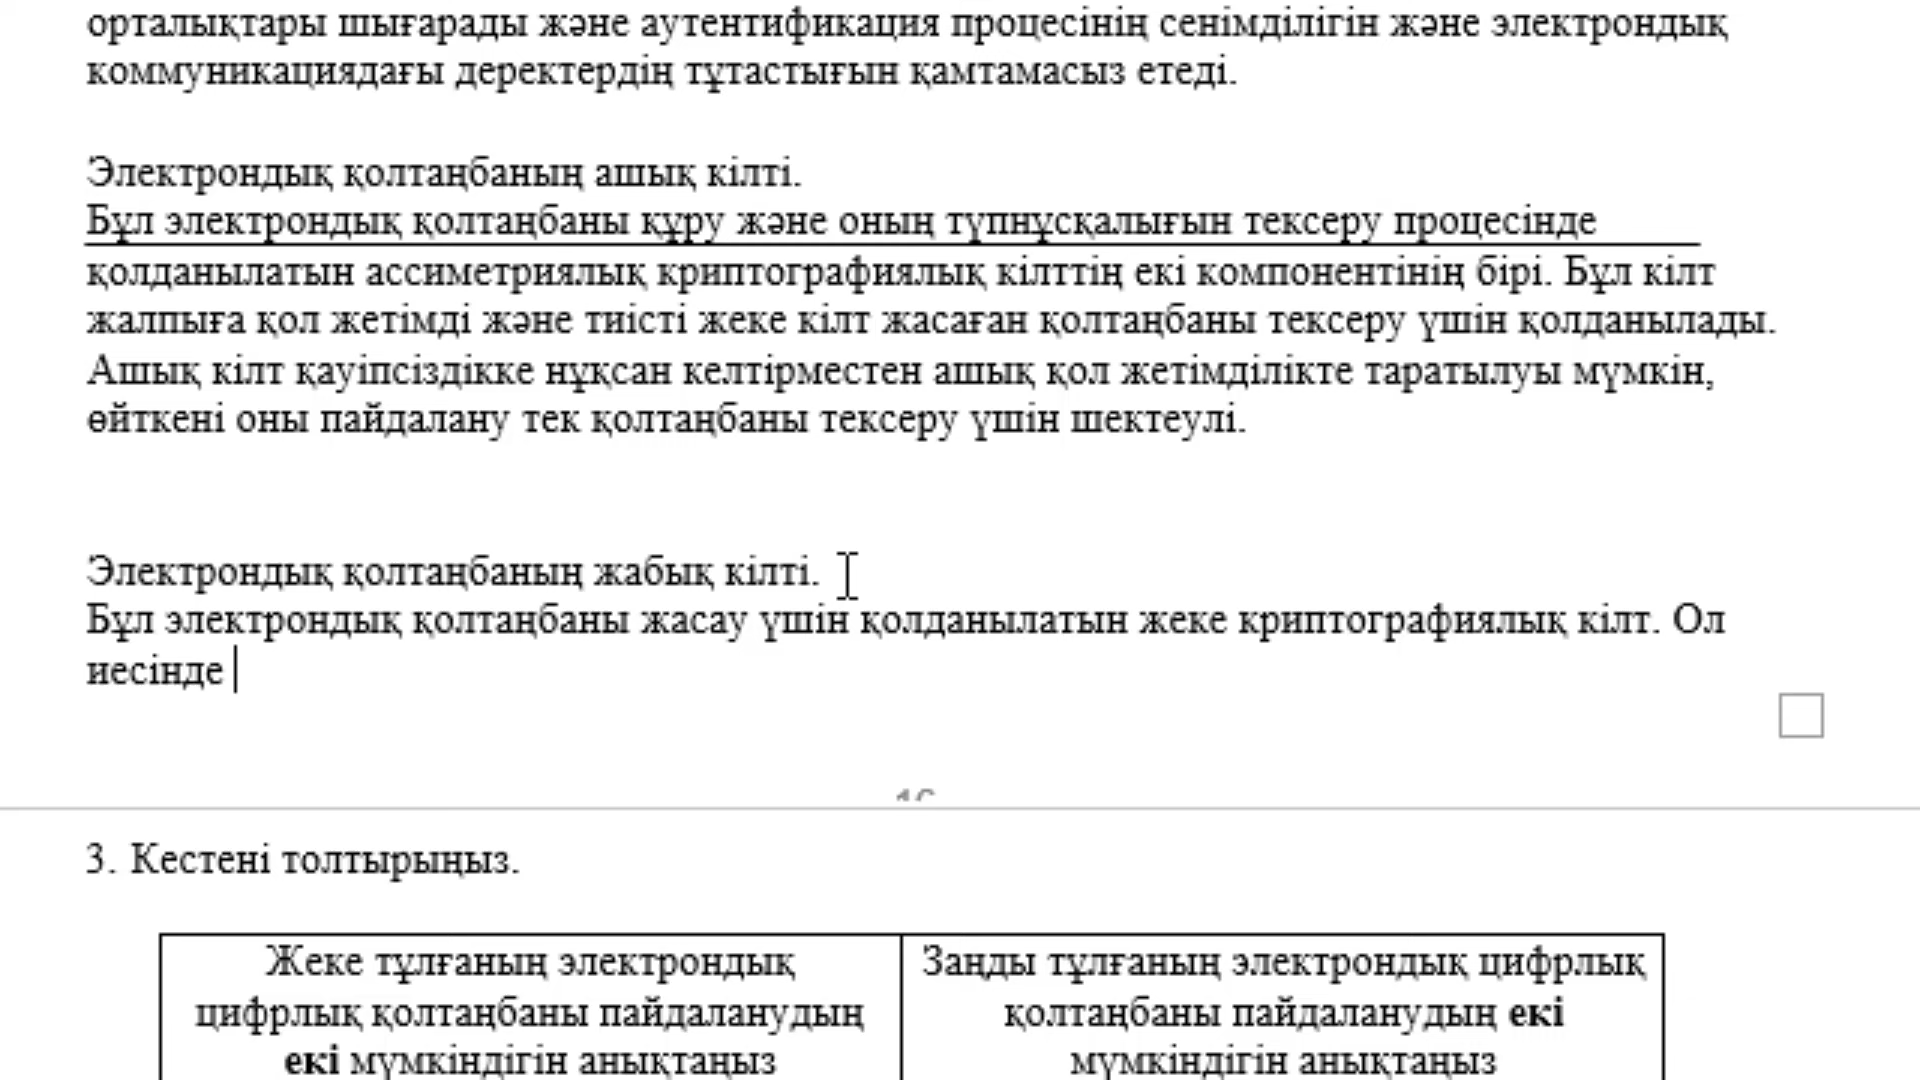 орталықтары шығарады және аутентификация процесінің сенімділігін және электрондық
коммуникациядағы деректердің тұтастығын қамтамасыз етеді.
Электрондық қолтаңбаның ашық кілті.
Бұл электрондық қолтаңбаны құру және оның түпнұсқалығын тексеру процесінде
қолданылатын ассиметриялық криптографиялық кілттің екі компонентінің бірі. Бұл кілт
жалпыға қол жетімді және тиісті жеке кілт жасаған қолтаңбаны тексеру үшін қолданылады.
Ашық кілт қауіпсіздікке нұқсан келтірместен ашық қол жетімділікте таратылуы мүмкін,
өйткені оны пайдалану тек қолтаңбаны тексеру үшін шектеулі.
Электрондық қолтаңбаның жабық кілті.
Бұл электрондық қолтаңбаны жасау үшін қолданылатын жеке криптографиялық кілт. Ол
иесінде
3. Кестені толтырыңыз.
Жеке тұлғаның электрондық
цифрлық қолтаңбаны пайдаланудың
екі мүмкіндігін анықтаңыз
Заңды тұлғаның электрондық цифрлық
қолтаңбаны пайдаланудың екі
мүмкіндігін анықтаңыз